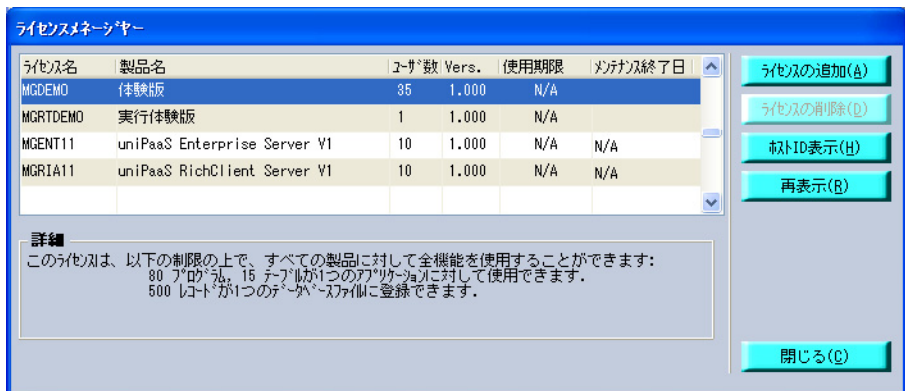 ライセンスマネージャー
ライセンス名 製品名 ユーザ数 Vers. 使用期限 メンテナンス終了日
MGDEMO 体験版 35 1.000 N/A
MGRTDEMO 実行体験版 1 1.000 N/A
MGENT11 uniPaaS Enterprise Server V1 10 1.000 N/A N/A
MGRIA11 uniPaaS RichClient Server V1 10 1.000 N/A N/A
ライセンスの追加(A)
ライセンスの削除(D)
ホストID表示(H)
再表示(R)
詳細
このライセンスは、以下の制限の上で、すべての製品に対して全機能を使用することができます:
80 プログラム, 15 テーブルが1つのアプリケーションに対して使用できます.
500 レコードが1つのデータベースファイルに登録できます.
閉じる(C)